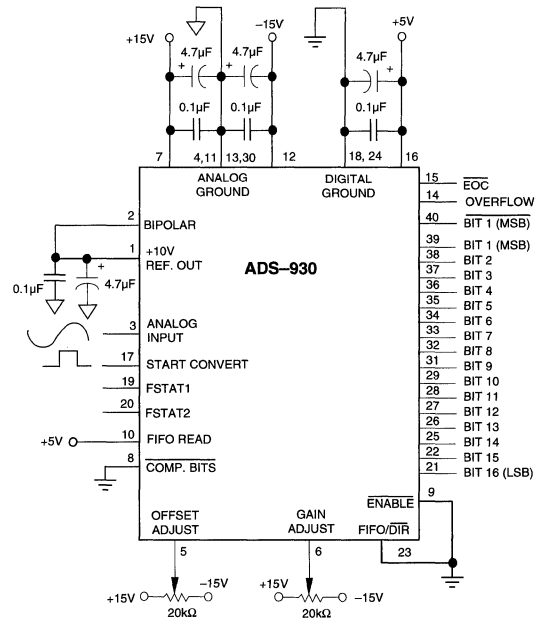 +15V
−15V
+5V
4.7µF
+
4.7µF
+
4.7µF
+
0.1µF
0.1µF
0.1µF
7
4,11
13,30
12
18, 24
16
ANALOG
GROUND
DIGITAL
GROUND
15
EOC
14
OVERFLOW
40
BIT 1 (MSB)
39
BIT 1 (MSB)
38
BIT 2
37
BIT 3
36
BIT 4
35
BIT 5
34
BIT 6
33
BIT 7
32
BIT 8
31
BIT 9
29
BIT 10
28
BIT 11
27
BIT 12
26
BIT 13
25
BIT 14
22
BIT 15
21
BIT 16 (LSB)
2
BIPOLAR
1
+10V
REF. OUT
ADS–930
+
0.1µF
4.7µF
3
ANALOG
INPUT
17
START CONVERT
19
FSTAT1
20
FSTAT2
+5V
10
FIFO READ
8
COMP. BITS
9
ENABLE
OFFSET
ADJUST
GAIN
ADJUST
FIFO/DIR
5
6
23
+15V
−15V
20kΩ
+15V
−15V
20kΩ